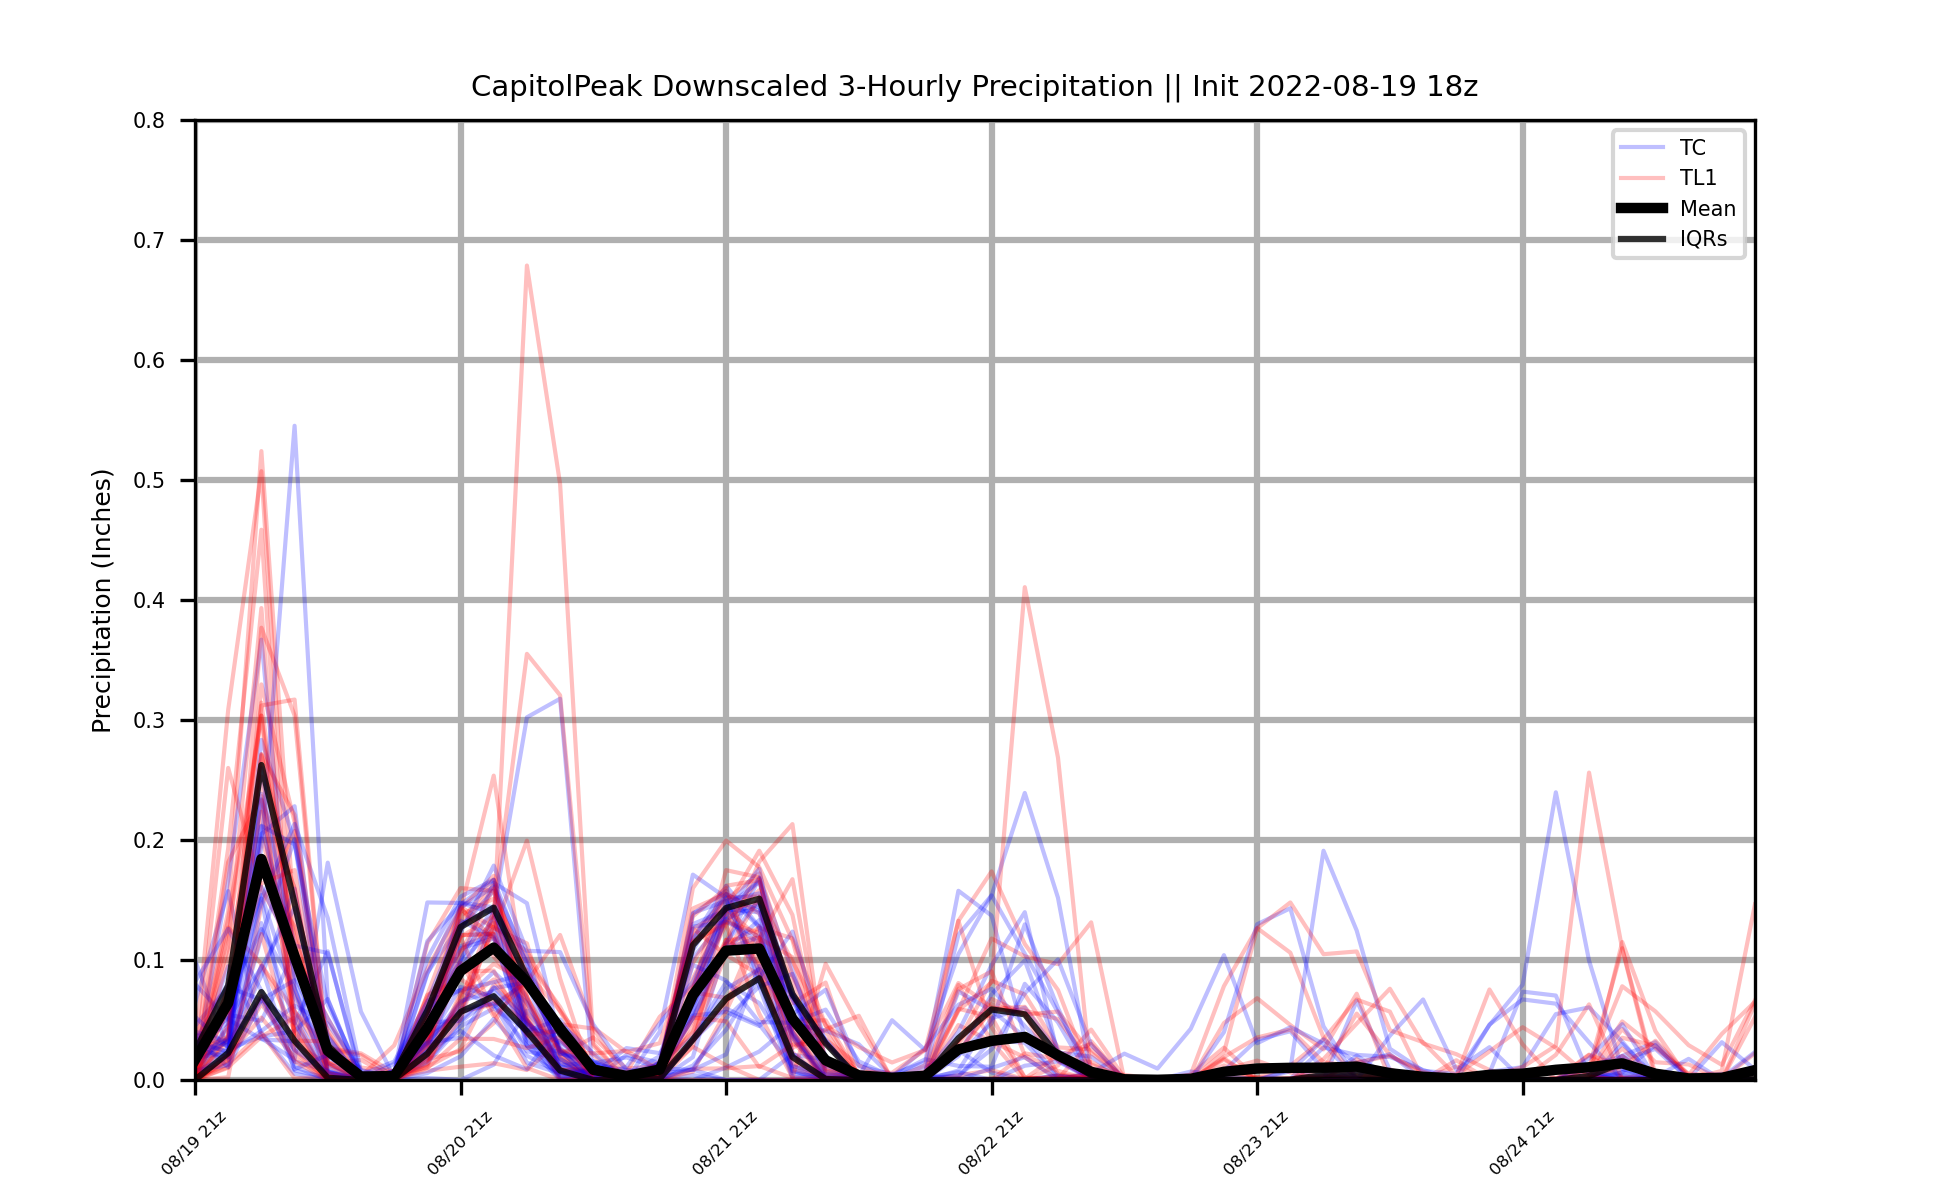 CapitolPeak Downscaled 3-Hourly Precipitation || Init 2022-08-19 18z
Precipitation (Inches)
0.8
0.7
0.6
0.5
0.4
0.3
0.2
0.1
0.0
TC
TL1
Mean
IQRs
08/19 21z
08/20 21z
08/21 21z
08/22 21z
08/23 21z
08/24 21z